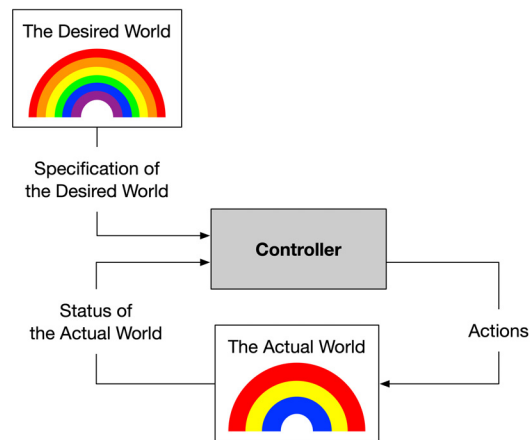 The Desired World
Specification of
the Desired World
Controller
Status of
the Actual World
Actions
The Actual World